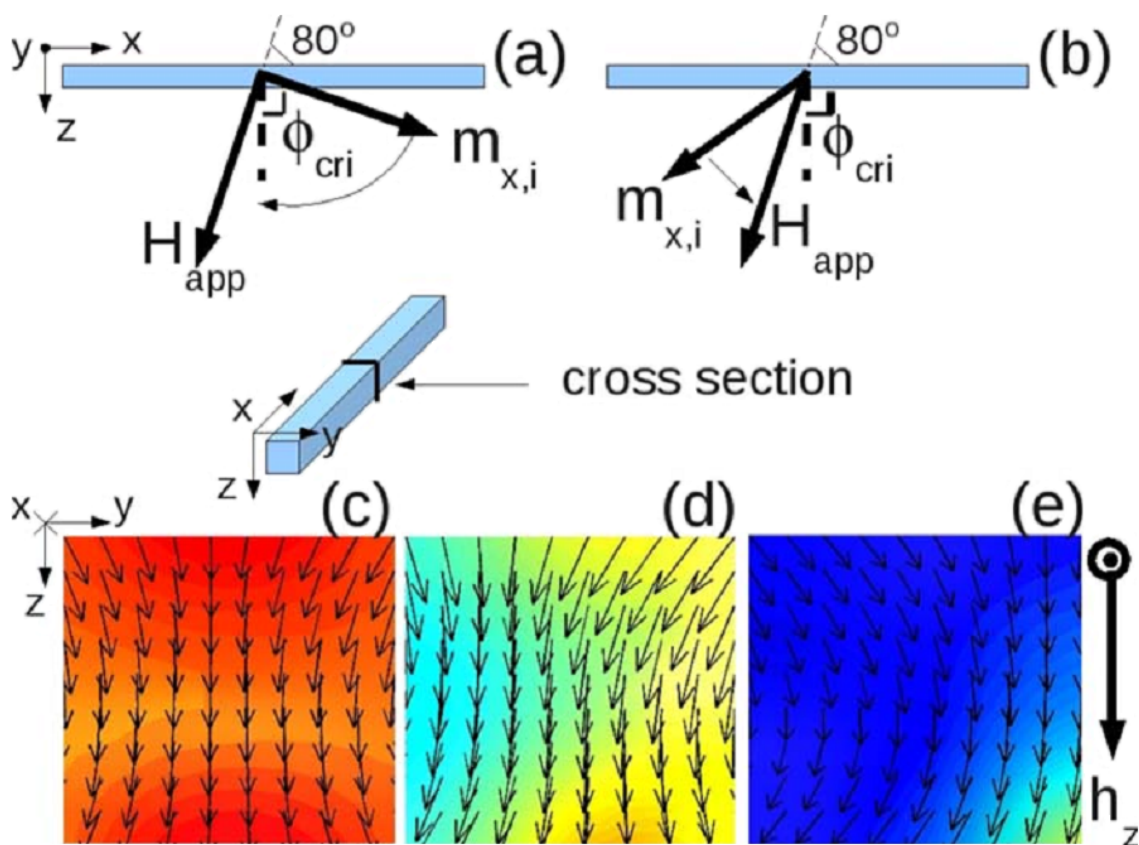 y x 80° (a) 80° (b)
z
ϕcri mx,i ϕcri
Happ mx,i Happ
cross section
x
y
z
x y (c) (d) (e)
z
hz